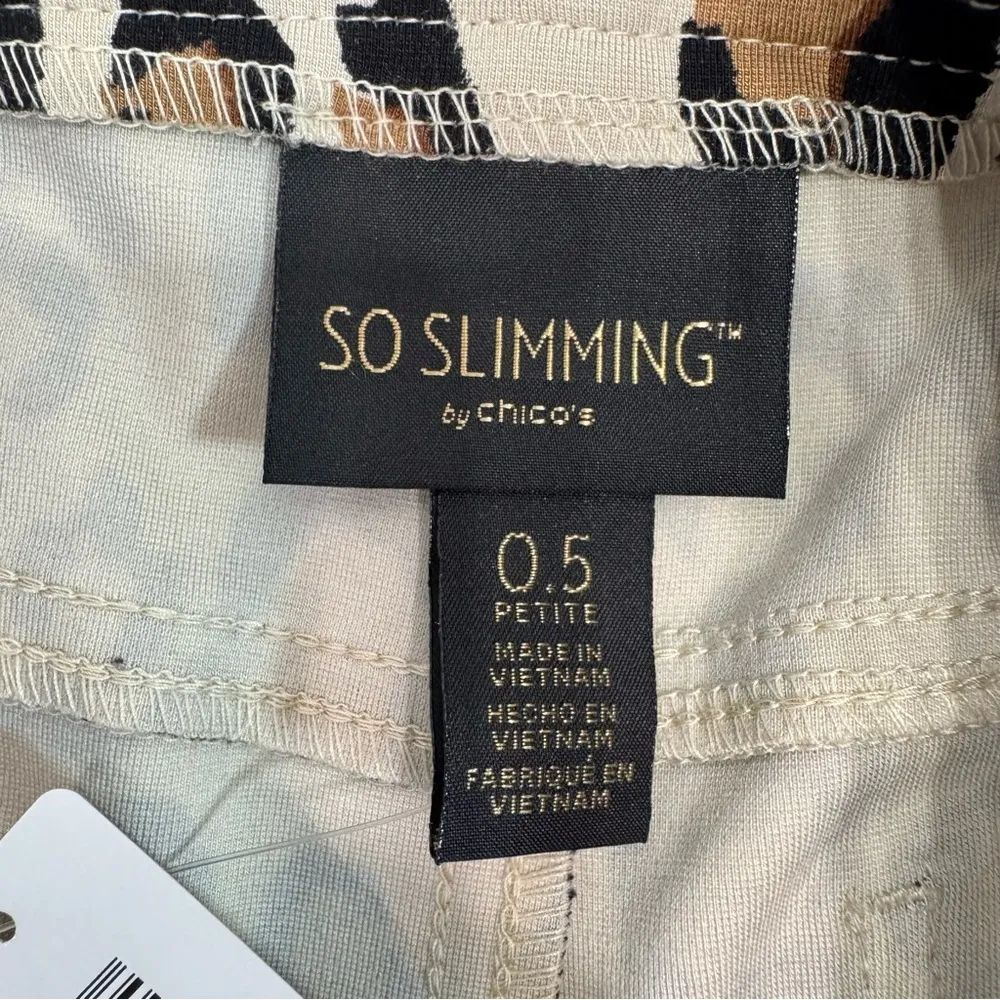 SO SLIMMING™
by chico's
0.5
PETITE
MADE IN
VIETNAM
HECHO EN
VIETNAM
FABRIQUÉ EN
VIETNAM